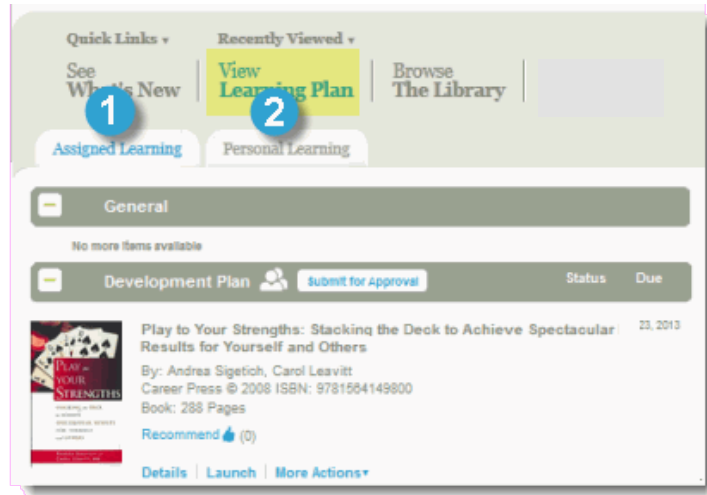 Quick Links ▾ Recently Viewed ▾
See View Browse
What's New Learning Plan The Library
1 2
Assigned Learning Personal Learning
General
No more items available
Development Plan Submit for Approval Status Due
Play to Your Strengths: Stacking the Deck to Achieve Spectacular 23, 2013
Results for Yourself and Others
By: Andrea Sigetich, Carol Leavitt
Career Press © 2008 ISBN: 9781564149800
Book: 288 Pages
Recommend (0)
Details | Launch | More Actions▾
PLAY TO
YOUR
STRENGTHS